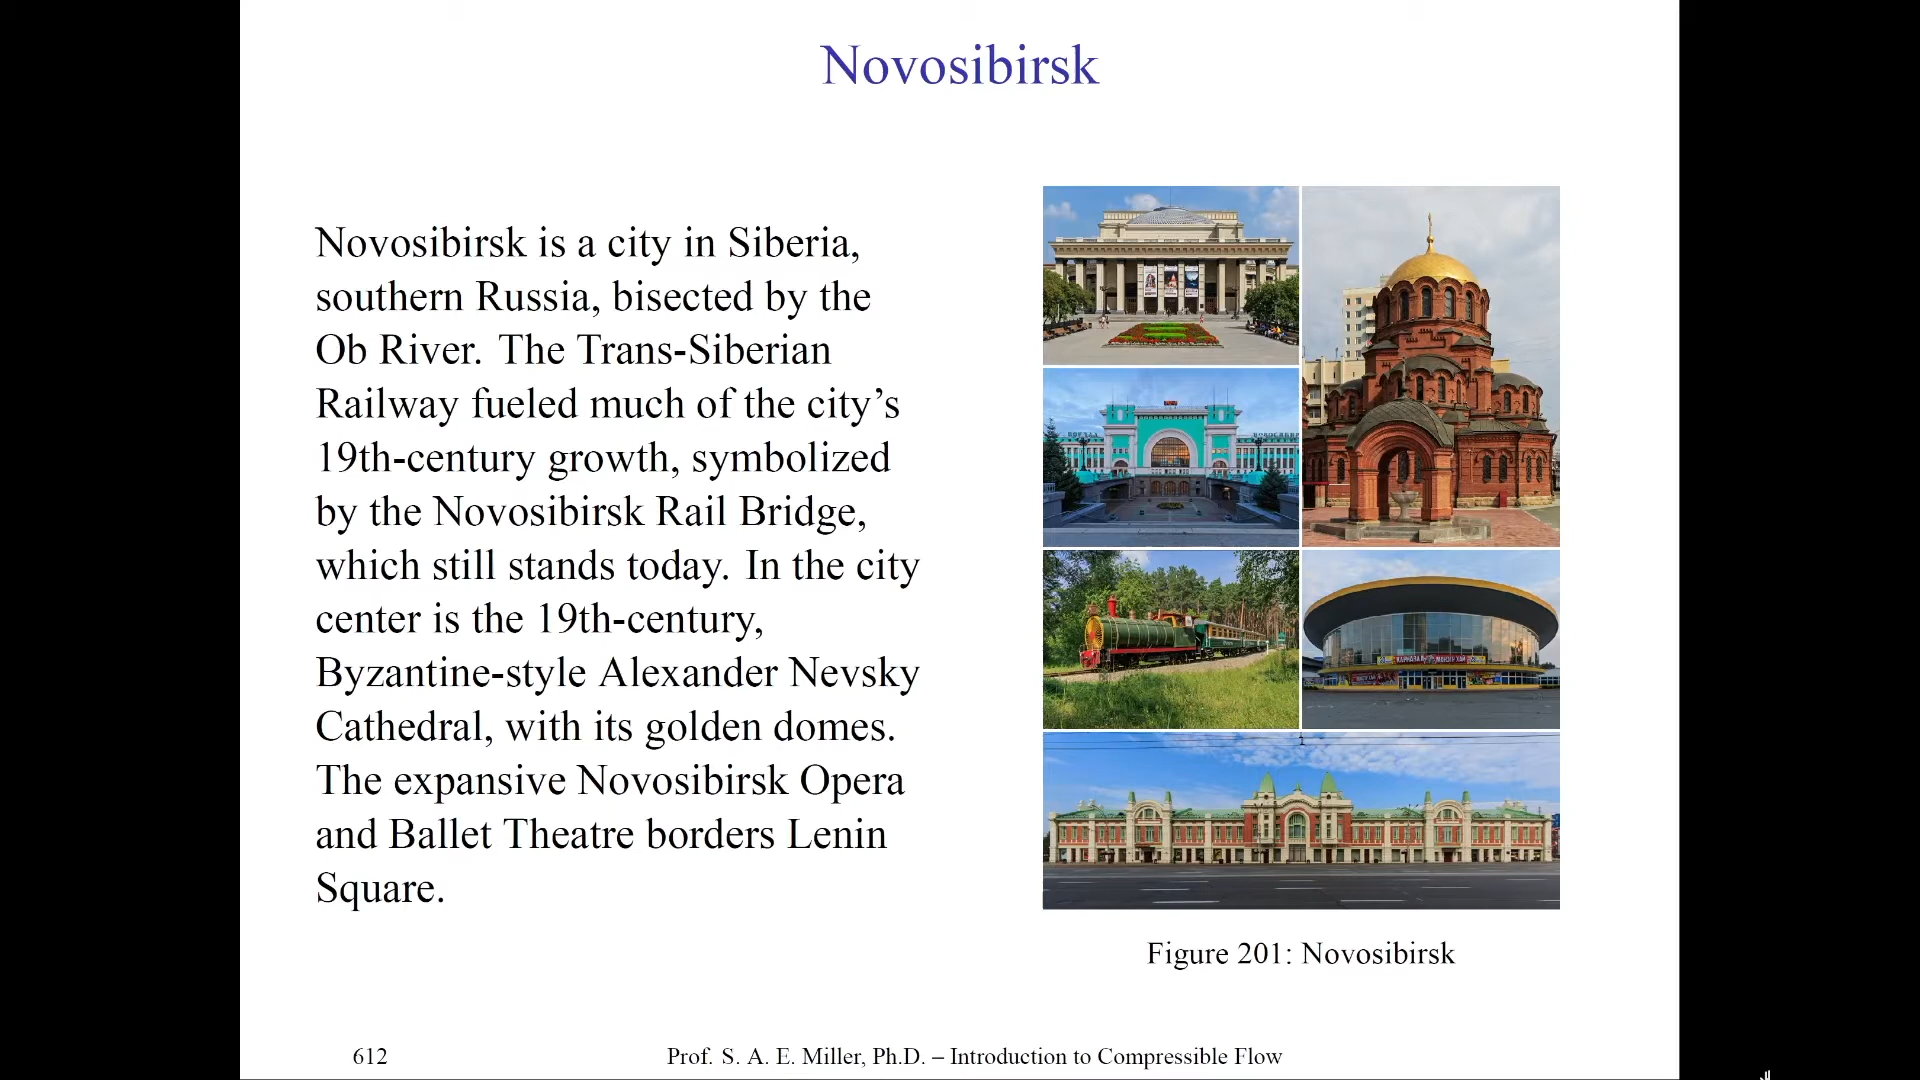 Novosibirsk
Novosibirsk is a city in Siberia,
southern Russia, bisected by the
Ob River. The Trans-Siberian
Railway fueled much of the city’s
19th-century growth, symbolized
by the Novosibirsk Rail Bridge,
which still stands today. In the city
center is the 19th-century,
Byzantine-style Alexander Nevsky
Cathedral, with its golden domes.
The expansive Novosibirsk Opera
and Ballet Theatre borders Lenin
Square.
Figure 201: Novosibirsk
612
Prof. S. A. E. Miller, Ph.D. – Introduction to Compressible Flow